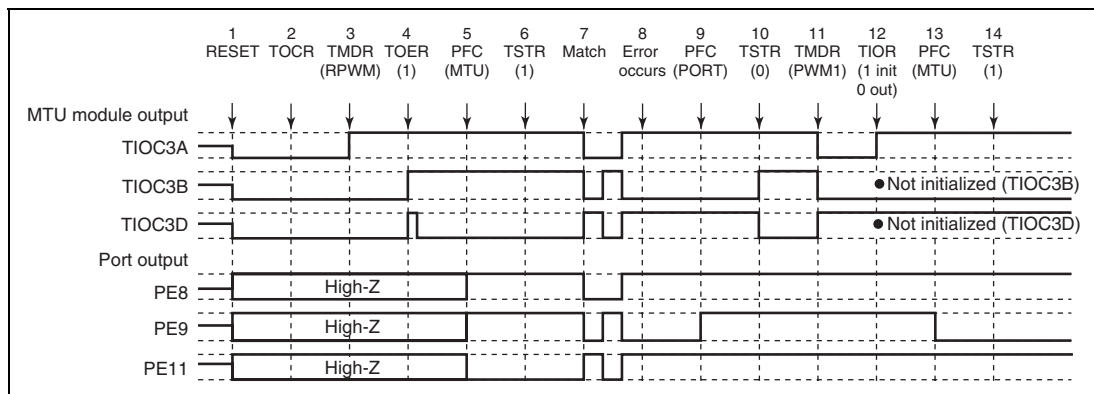 1 2 3 4 5 6 7 8 9 10 11 12 13 14
RESET TOCR TMDR TOER PFC TSTR Match Error PFC TSTR TMDR TIOR PFC TSTR
(RPWM) (1) (MTU) (1) occurs (PORT) (0) (PWM1) (1 init (MTU) (1)
0 out)
MTU module output
TIOC3A
TIOC3B
• Not initialized (TIOC3B)
TIOC3D
• Not initialized (TIOC3D)
Port output
PE8
High-Z
PE9
High-Z
PE11
High-Z